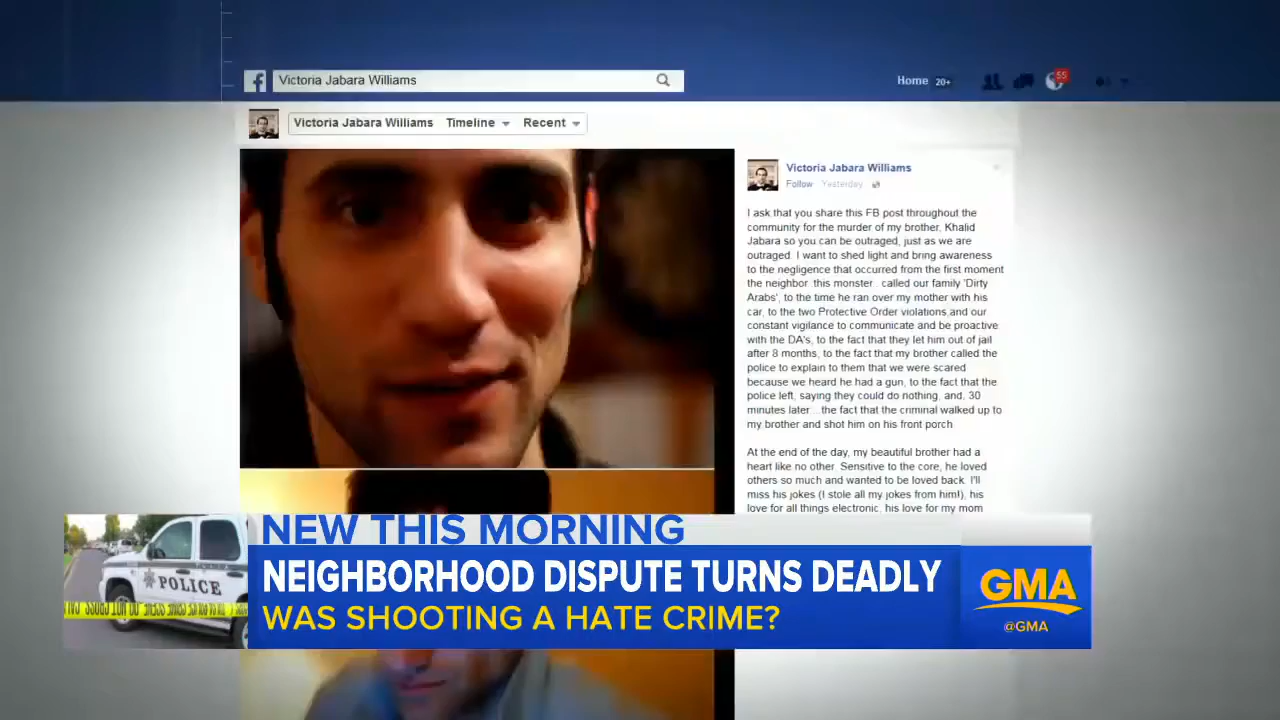 Victoria Jabara Williams
Home 20+
55
Victoria Jabara Williams Timeline Recent
Victoria Jabara Williams
Follow Yesterday
I ask that you share this FB post throughout the
community for the murder of my brother, Khalid
Jabara so you can be outraged, just as we are
outraged. I want to shed light and bring awareness
to the negligence that occurred from the first moment
the neighbor, this monster...called our family 'Dirty
Arabs', to the time he ran over my mother with his
car, to the two Protective Order violations,and our
constant vigilance to communicate and be proactive
with the DA's, to the fact that they let him out of jail
after 8 months, to the fact that my brother called the
police to explain to them that we were scared
because we heard he had a gun, to the fact that the
police left, saying they could do nothing, and, 30
minutes later...the fact that the criminal walked up to
my brother and shot him on his front porch
At the end of the day, my beautiful brother had a
heart like no other. Sensitive to the core, he loved
others so much and wanted to be loved back. I'll
miss his jokes (I stole all my jokes from him!), his
love for all things electronic, his love for my mom
NEW THIS MORNING
POLICE
NEIGHBORHOOD DISPUTE TURNS DEADLY
WAS SHOOTING A HATE CRIME?
GMA
@GMA